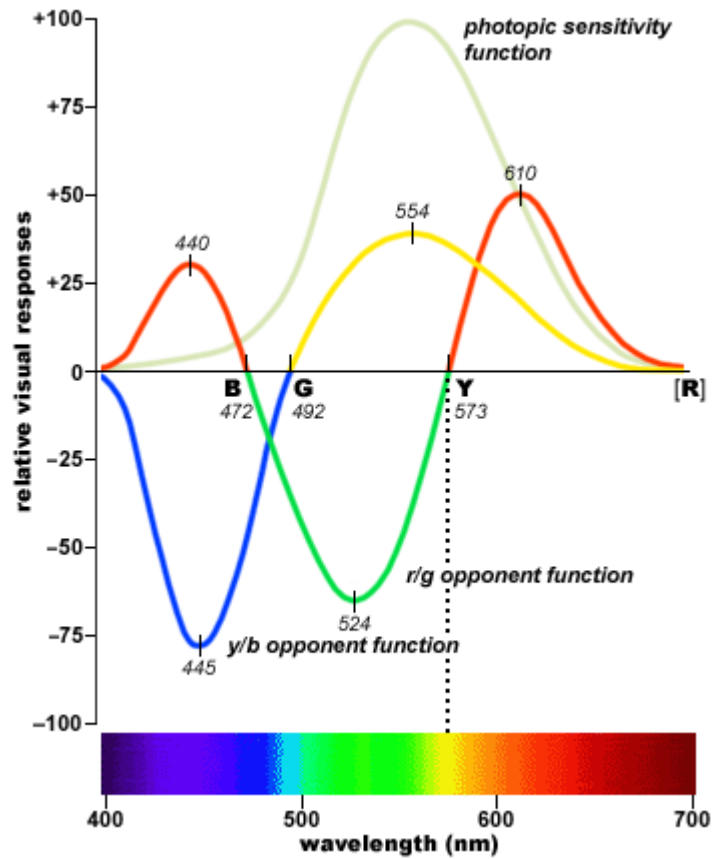 +100
photopic sensitivity
function
+75
+50
610
554
440
+25
0
B
G
Y
[R]
472
492
573
−25
−50
r/g opponent function
524
−75
y/b opponent function
445
−100
400
500
600
700
wavelength (nm)
relative visual responses